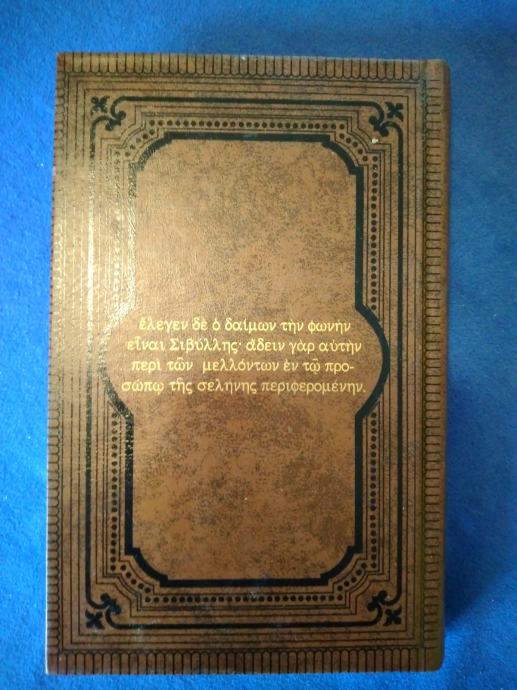 ἔλεγεν δὲ ὁ δαίμων τὴν φωνὴν
εἶναι Σιβύλλης· ᾄδειν γὰρ αὐτὴν
περὶ τῶν μελλόντων ἐν τῷ προ-
σώπῳ τῆς σελήνης περιφερομένην.